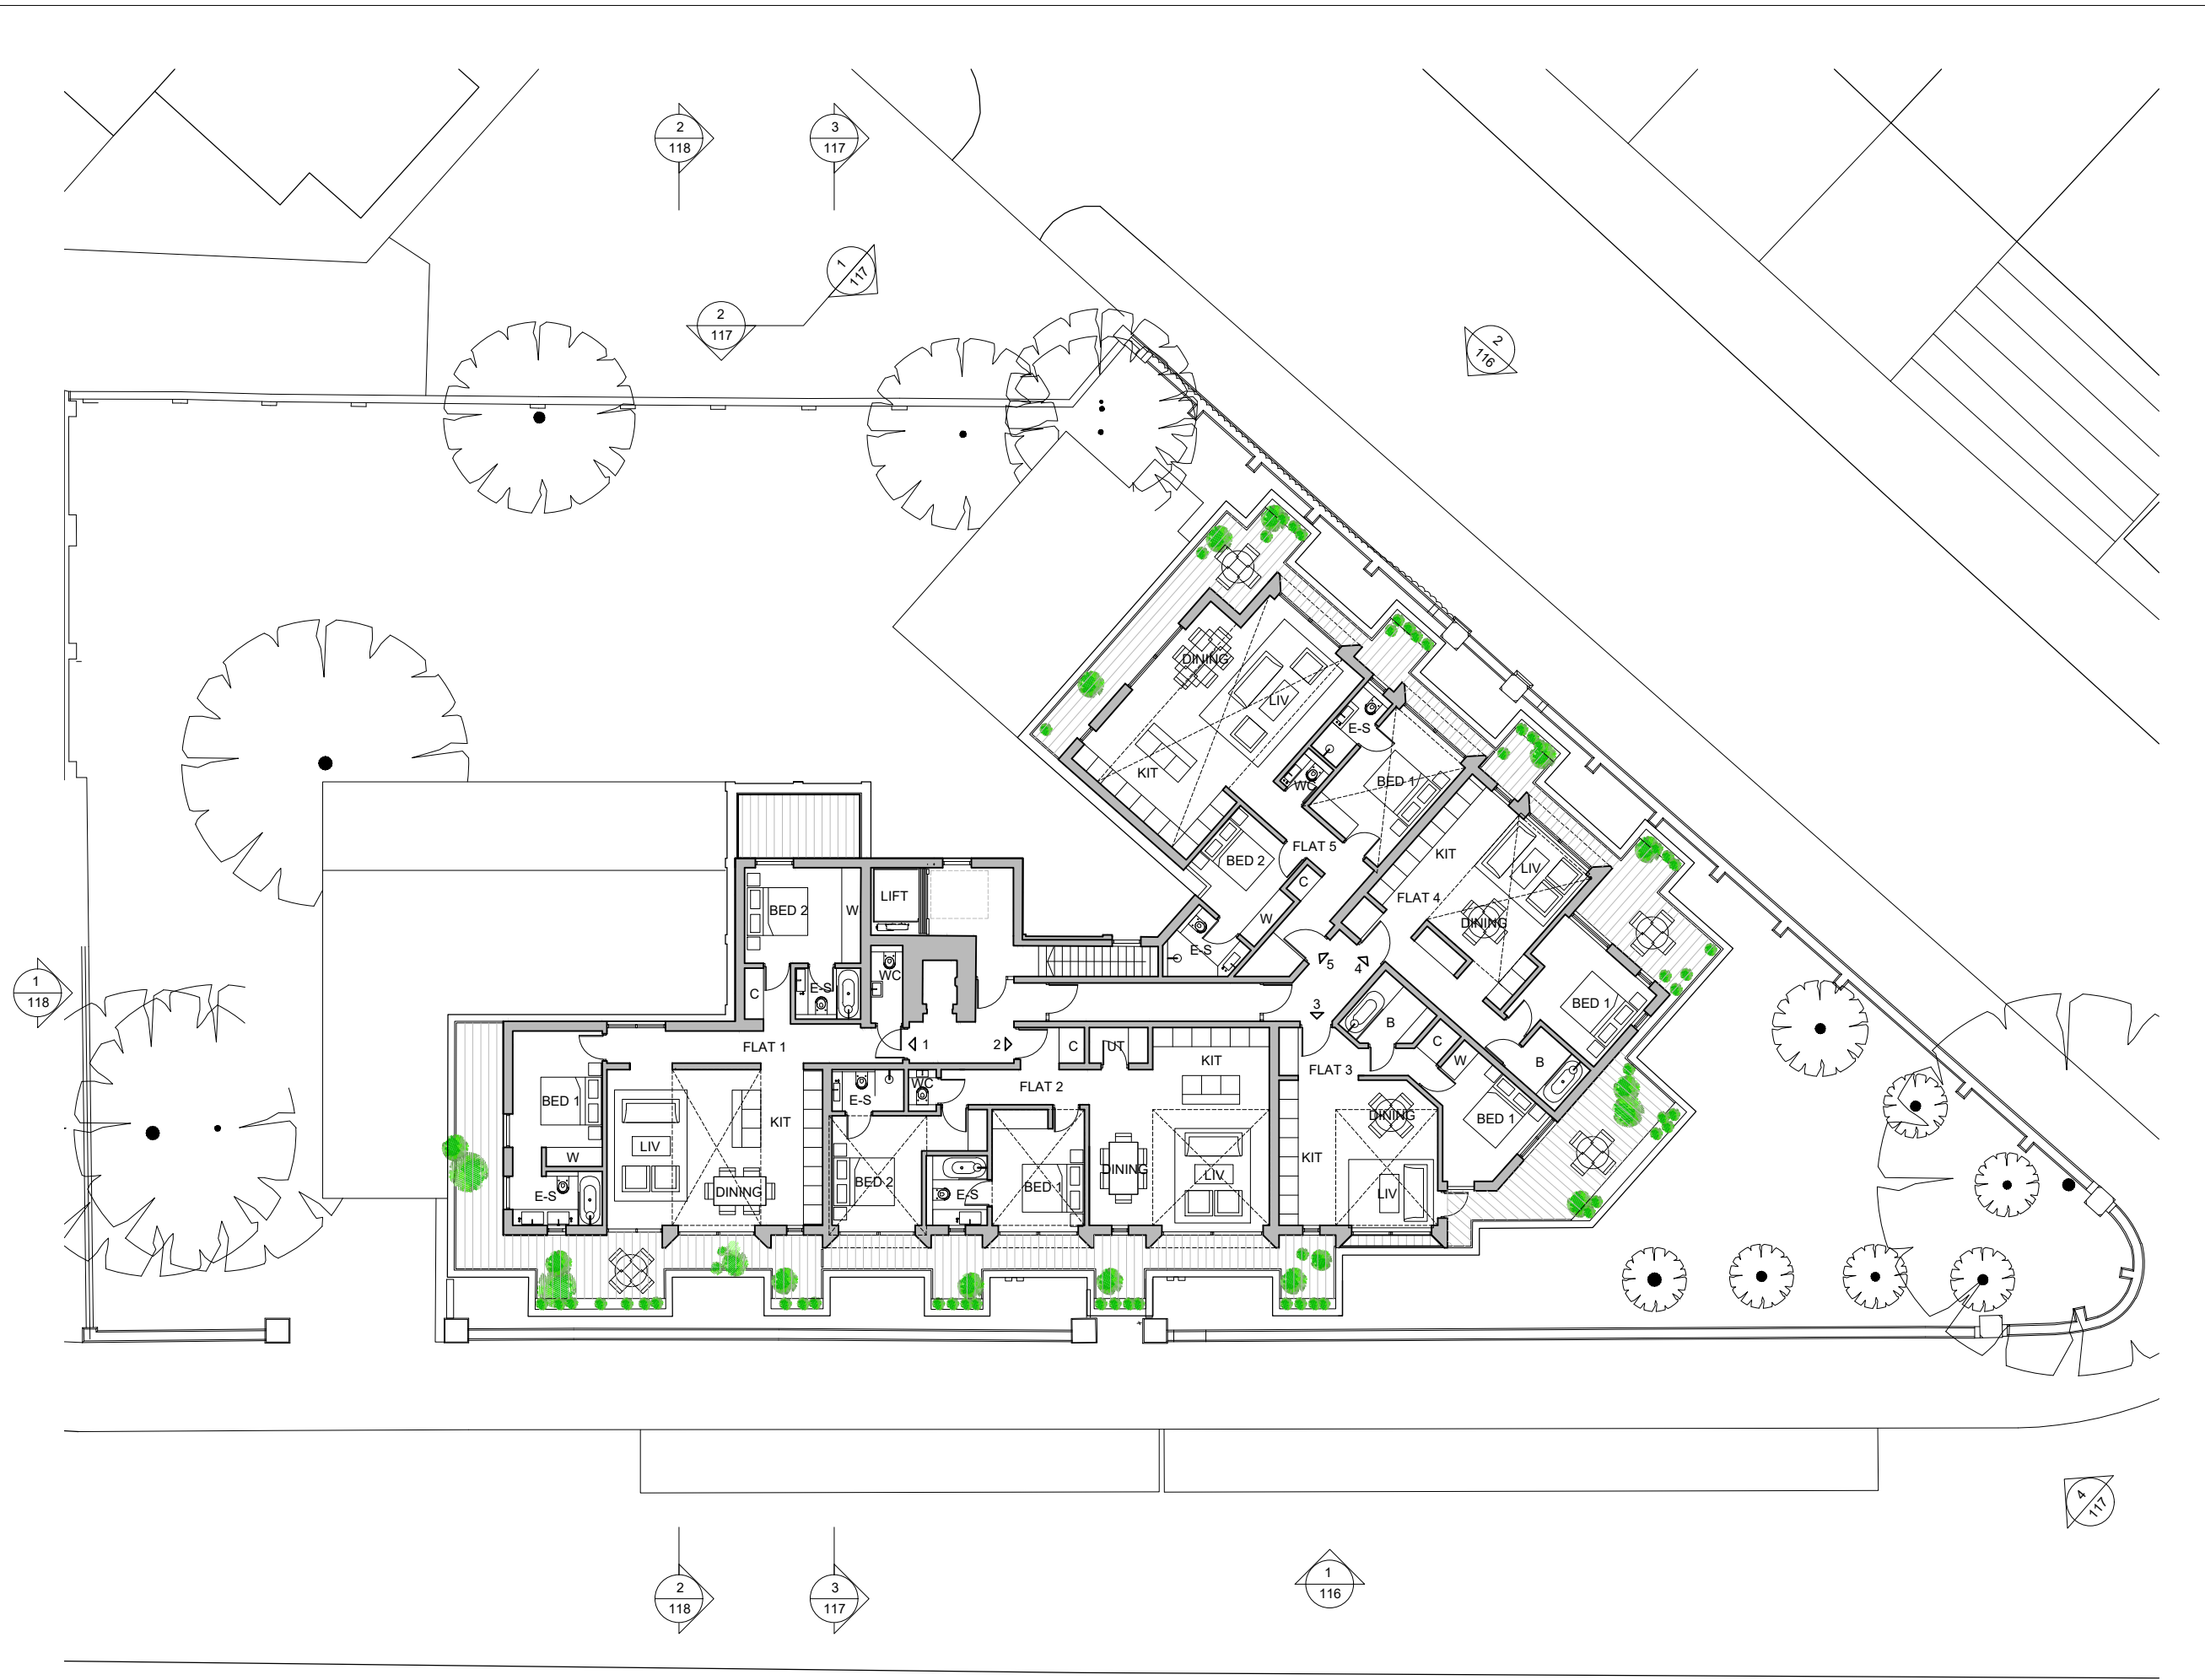 2
118
3
117
1
117
2
117
2
116
DINING
LIV
KIT
E-S
WC
BED 1
FLAT 5
BED 2
C
W
E-S
KIT
LIV
FLAT 4
DINING
BED 1
B
5
4
3
LIFT
BED 2
W
WC
E-S
C
1
118
FLAT 1
1
2
C
UT
KIT
FLAT 2
WC
E-S
BED 1
LIV
KIT
W
DINING
E-S
BED 2
E-S
BED 1
DINING
LIV
FLAT 3
B
C
W
DINING
BED 1
KIT
LIV
4
117
2
118
3
117
1
116